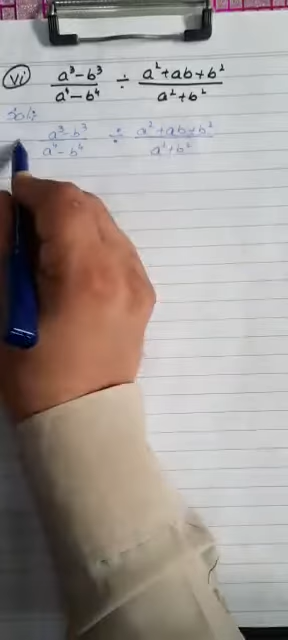 (vi) a³-b³/a⁴-b⁴ ÷ a²+ab+b²/a²+b²
Sol:
a³-b³/a⁴-b⁴ ÷ a²+ab+b²/a²+b²